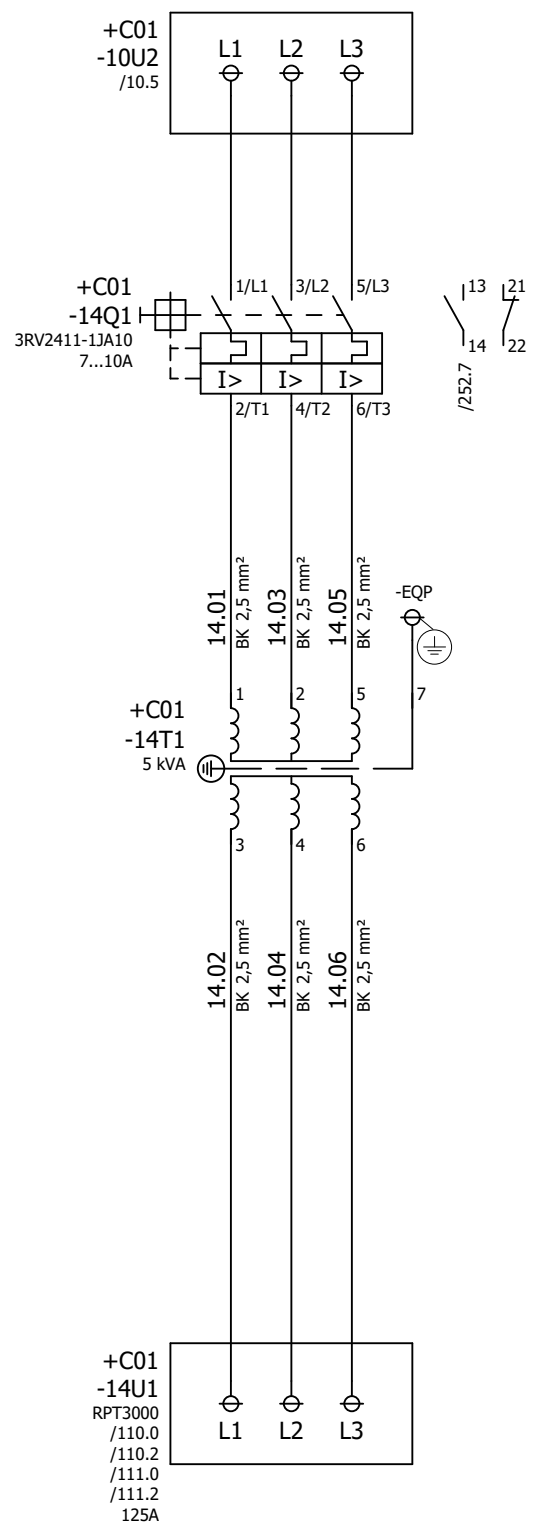 +C01
-10U2
/10.5
L1 L2 L3
+C01
-14Q1
3RV2411-1JA10
7...10A
1/L1 3/L2 5/L3
13 21
14 22
/252.7
I> I> I>
2/T1 4/T2 6/T3
14.01
BK 2,5 mm²
14.03
BK 2,5 mm²
14.05
BK 2,5 mm²
-EQP
+C01
-14T1
5 kVA
1 2 5 7
3 4 6
14.02
BK 2,5 mm²
14.04
BK 2,5 mm²
14.06
BK 2,5 mm²
+C01
-14U1
RPT3000
/110.0
/110.2
/111.0
/111.2
125A
L1 L2 L3